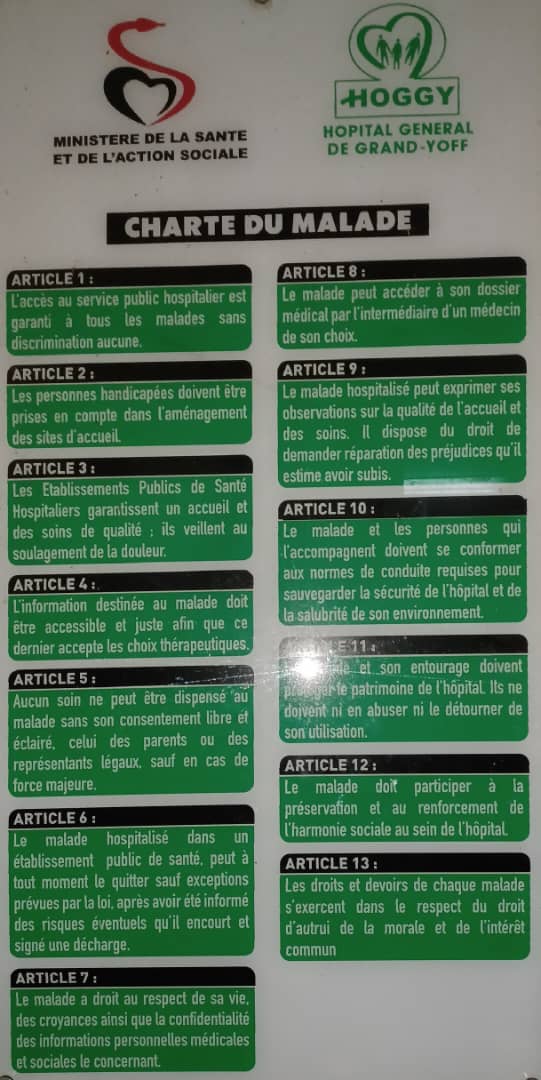 MINISTERE DE LA SANTE
ET DE L'ACTION SOCIALE
HOGGY
HOPITAL GENERAL
DE GRAND-YOFF
CHARTE DU MALADE
ARTICLE 1 :
L'accès au service public hospitalier est
garanti à tous les malades sans
discrimination aucune.
ARTICLE 2 :
Les personnes handicapées doivent être
prises en compte dans l'aménagement
des sites d'accueil.
ARTICLE 3 :
Les Etablissements Publics de Santé
Hospitaliers garantissent un accueil et
des soins de qualité ; ils veillent au
soulagement de la douleur.
ARTICLE 4 :
L'information destinée au malade doit
être accessible et juste afin que ce
dernier accepte les choix thérapeutiques.
ARTICLE 5 :
Aucun soin ne peut être dispensé au
malade sans son consentement libre et
éclairé, celui des parents ou des
représentants légaux, sauf en cas de
force majeure.
ARTICLE 6 :
Le malade hospitalisé dans un
établissement public de santé, peut à
tout moment le quitter sauf exceptions
prévues par la loi, après avoir été informé
des risques éventuels qu'il encourt et
signé une décharge.
ARTICLE 7 :
Le malade a droit au respect de sa vie,
des croyances ainsi que la confidentialité
des informations personnelles médicales
et sociales le concernant.
ARTICLE 8 :
Le malade peut accéder à son dossier
médical par l'intermédiaire d'un médecin
de son choix.
ARTICLE 9 :
Le malade hospitalisé peut exprimer ses
observations sur la qualité de l'accueil et
des soins. Il dispose du droit de
demander réparation des préjudices qu'il
estime avoir subis.
ARTICLE 10 :
Le malade et les personnes qui
l'accompagnent doivent se conformer
aux normes de conduite requises pour
sauvegarder la sécurité de l'hôpital et de
la salubrité de son environnement.
11 :
et son entourage doivent
protéger le patrimoine de l'hôpital. Ils ne
doivent ni en abuser ni le détourner de
son utilisation.
ARTICLE 12 :
Le malade doit participer à la
préservation et au renforcement de
l'harmonie sociale au sein de l'hôpital.
ARTICLE 13 :
Les droits et devoirs de chaque malade
s'exercent dans le respect du droit
d'autrui de la morale et de l'intérêt
commun